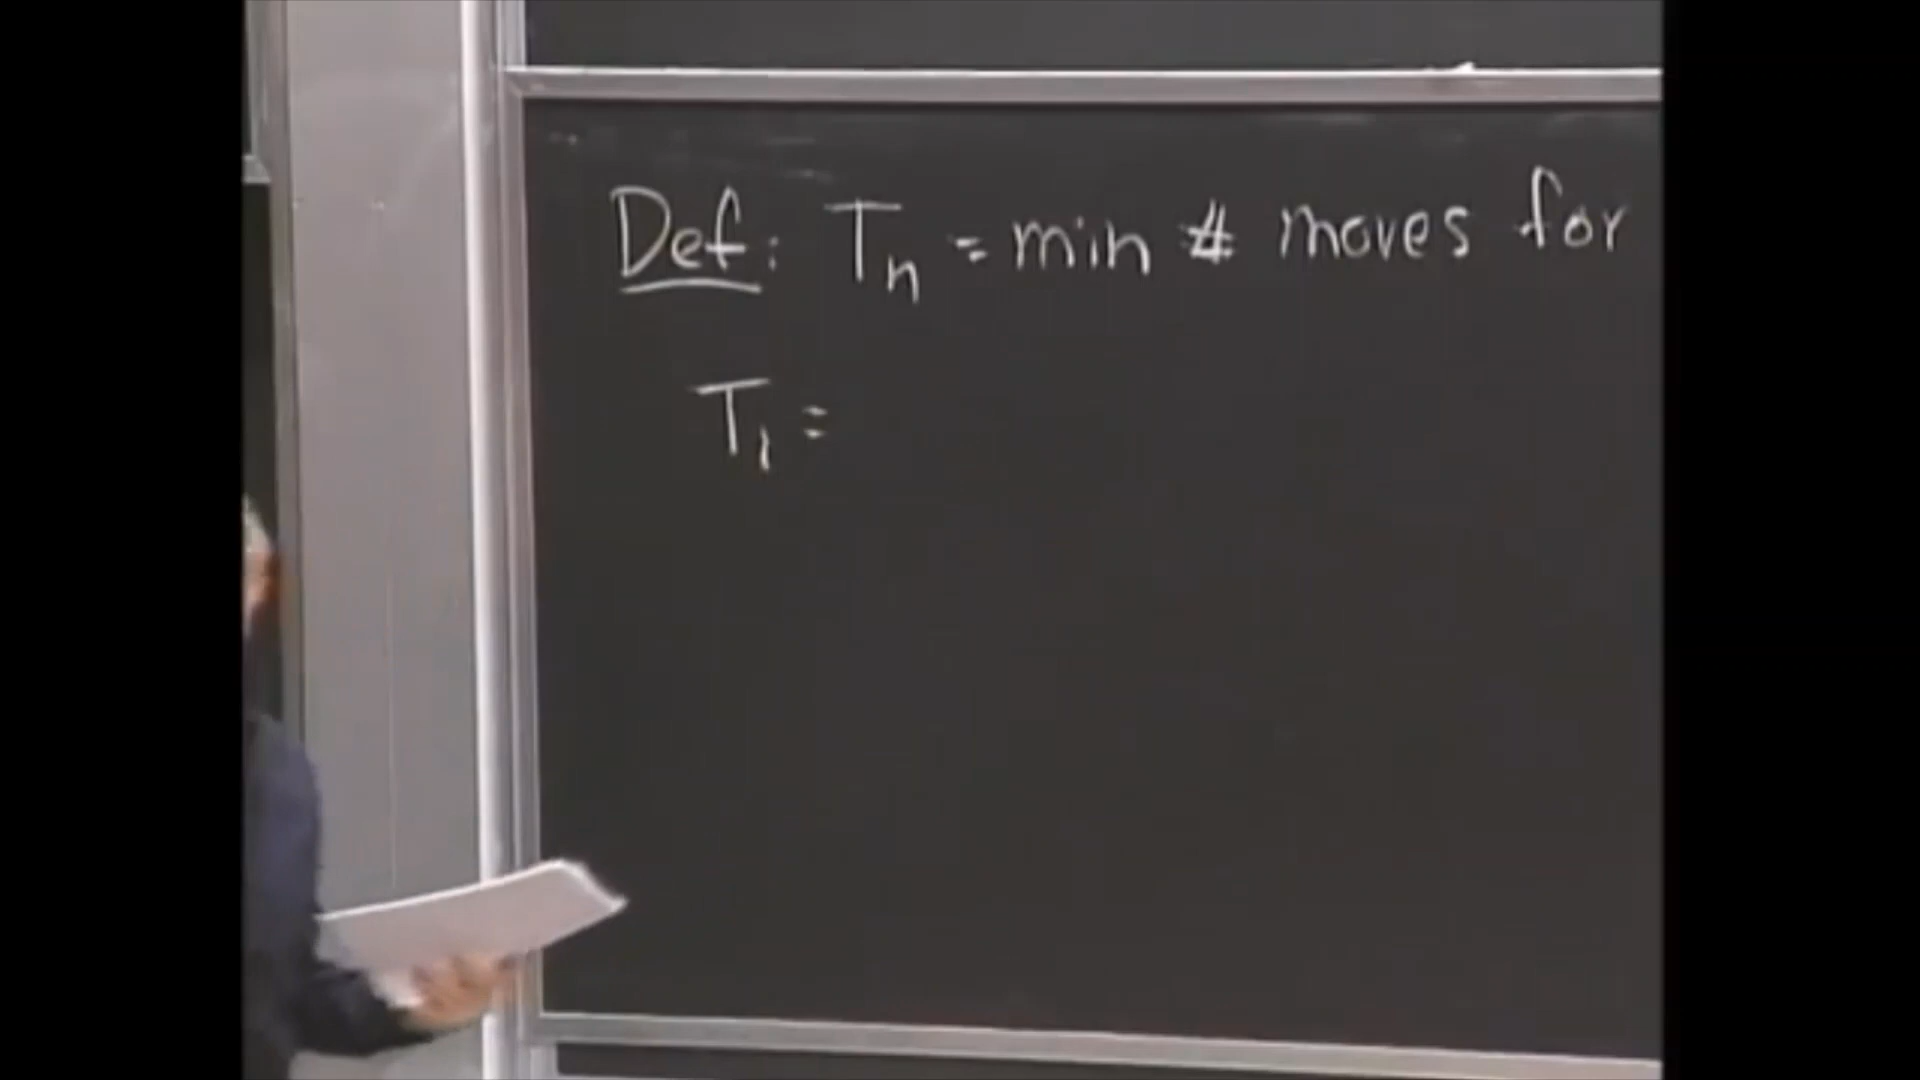 Def: Tn = min # moves for
T1 =